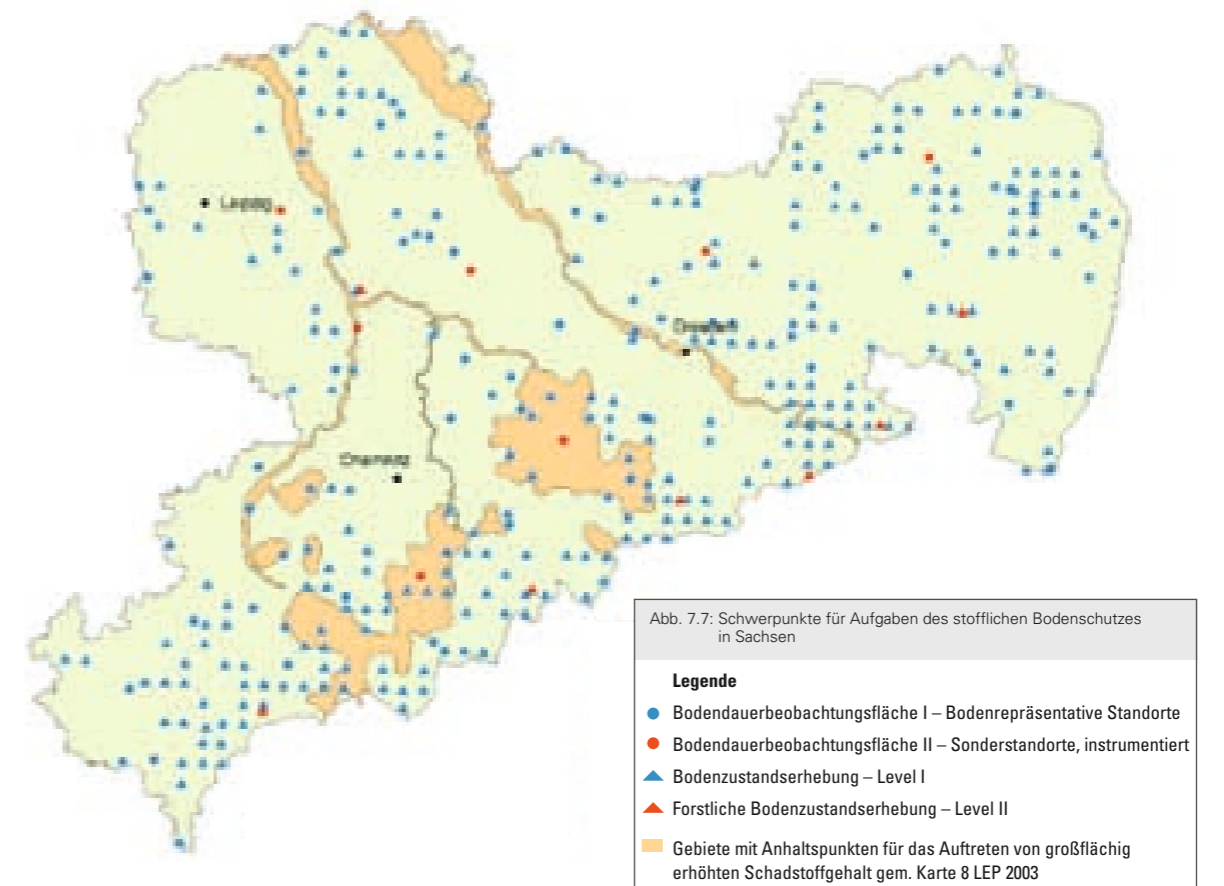 Leipzig
Dresden
Chemnitz
Abb. 7.7: Schwerpunkte für Aufgaben des stofflichen Bodenschutzes
in Sachsen
Legende
Bodendauerbeobachtungsfläche I – Bodenrepräsentative Standorte
Bodendauerbeobachtungsfläche II – Sonderstandorte, instrumentiert
Bodenzustandserhebung – Level I
Forstliche Bodenzustandserhebung – Level II
Gebiete mit Anhaltspunkten für das Auftreten von großflächig
erhöhten Schadstoffgehalt gem. Karte 8 LEP 2003